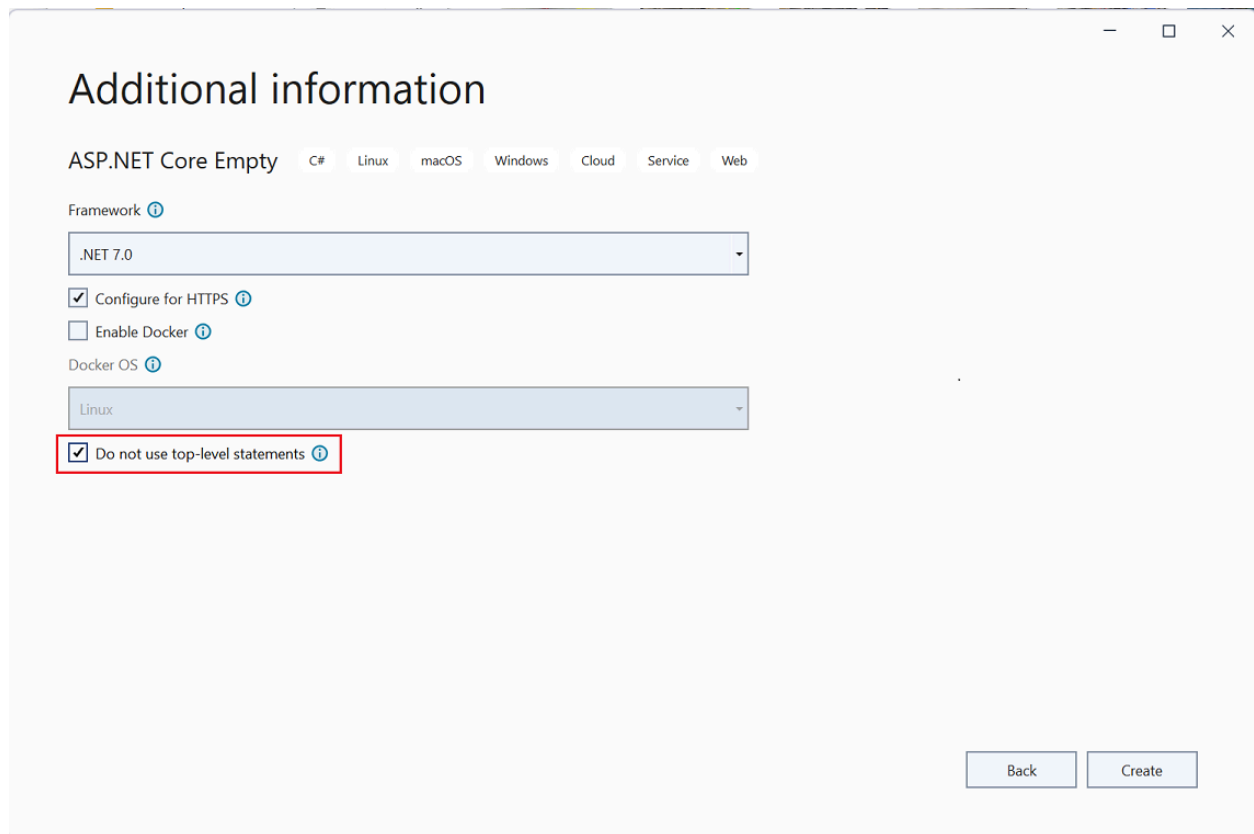 Additional information
ASP.NET Core Empty C# Linux macOS Windows Cloud Service Web
Framework
.NET 7.0
Configure for HTTPS
Enable Docker
Docker OS
Linux
Do not use top-level statements
Back Create